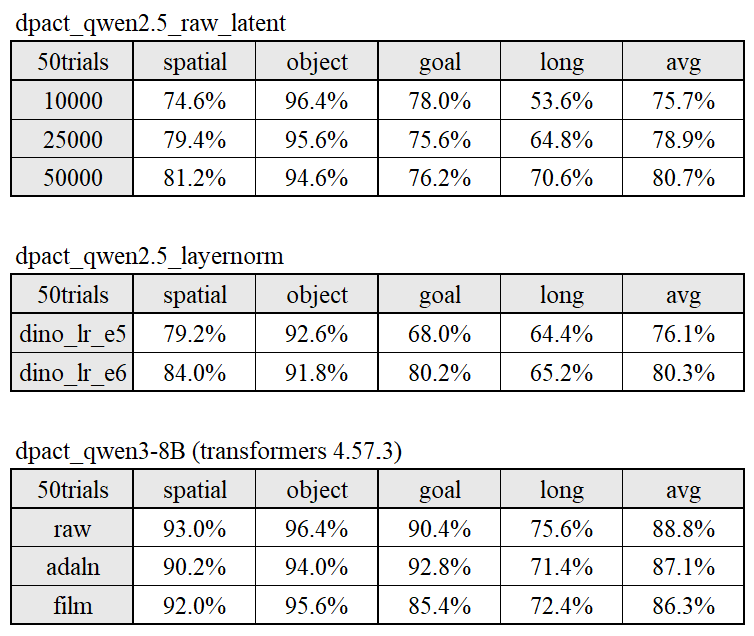 dpact_qwen2.5_raw_latent
50trials spatial object goal long avg
10000 74.6% 96.4% 78.0% 53.6% 75.7%
25000 79.4% 95.6% 75.6% 64.8% 78.9%
50000 81.2% 94.6% 76.2% 70.6% 80.7%
dpact_qwen2.5_layernorm
50trials spatial object goal long avg
dino_lr_e5 79.2% 92.6% 68.0% 64.4% 76.1%
dino_lr_e6 84.0% 91.8% 80.2% 65.2% 80.3%
dpact_qwen3-8B (transformers 4.57.3)
50trials spatial object goal long avg
raw 93.0% 96.4% 90.4% 75.6% 88.8%
adaln 90.2% 94.0% 92.8% 71.4% 87.1%
film 92.0% 95.6% 85.4% 72.4% 86.3%